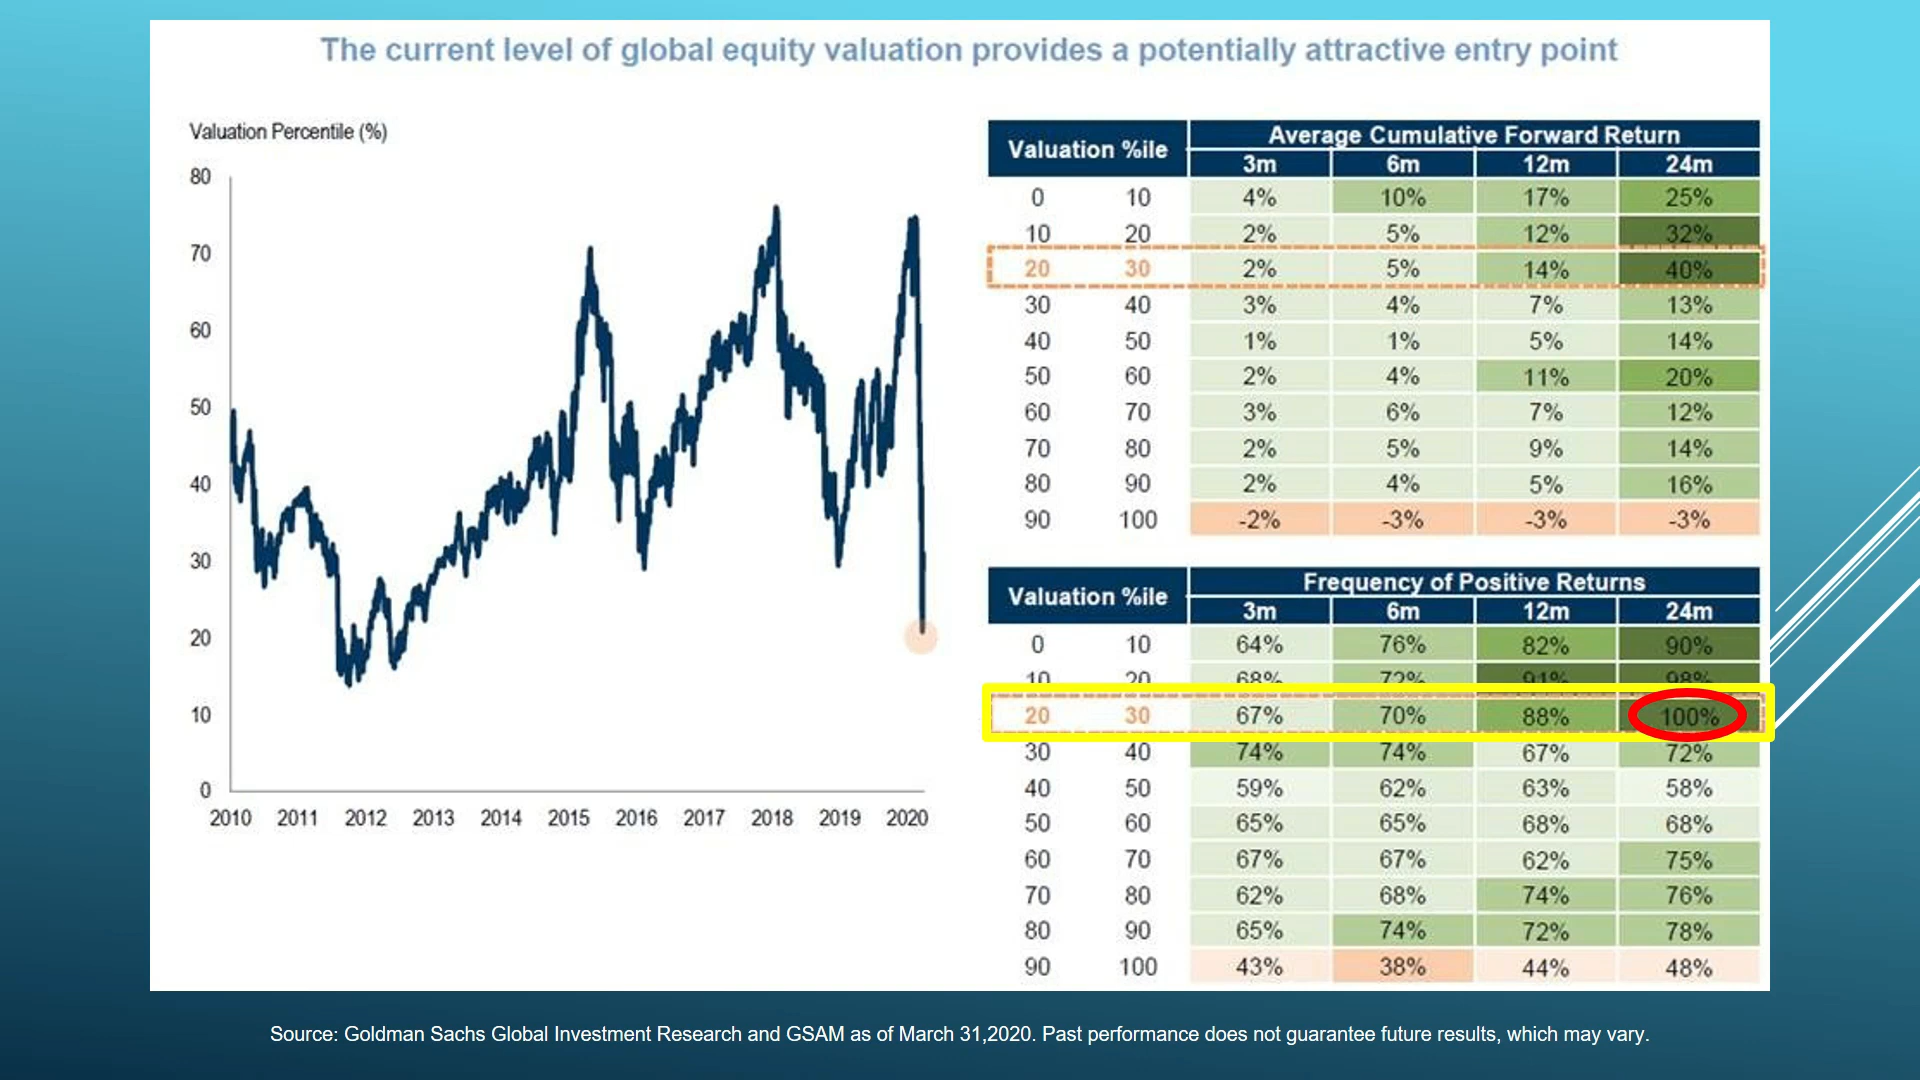 The current level of global equity valuation provides a potentially attractive entry point
Valuation Percentile (%)
80
70
60
50
40
30
20
10
0
2010 2011 2012 2013 2014 2015 2016 2017 2018 2019 2020
Valuation %ile Average Cumulative Forward Return
3m 6m 12m 24m
0 10 4% 10% 17% 25%
10 20 2% 5% 12% 32%
20 30 2% 5% 14% 40%
30 40 3% 4% 7% 13%
40 50 1% 1% 5% 14%
50 60 2% 4% 11% 20%
60 70 3% 6% 7% 12%
70 80 2% 5% 9% 14%
80 90 2% 4% 5% 16%
90 100 -2% -3% -3% -3%
Valuation %ile Frequency of Positive Returns
3m 6m 12m 24m
0 10 64% 76% 82% 90%
10 20 68% 72% 91% 98%
20 30 67% 70% 88% 100%
30 40 74% 74% 67% 72%
40 50 59% 62% 63% 58%
50 60 65% 65% 68% 68%
60 70 67% 67% 62% 75%
70 80 62% 68% 74% 76%
80 90 65% 74% 72% 78%
90 100 43% 38% 44% 48%
Source: Goldman Sachs Global Investment Research and GSAM as of March 31,2020. Past performance does not guarantee future results, which may vary.